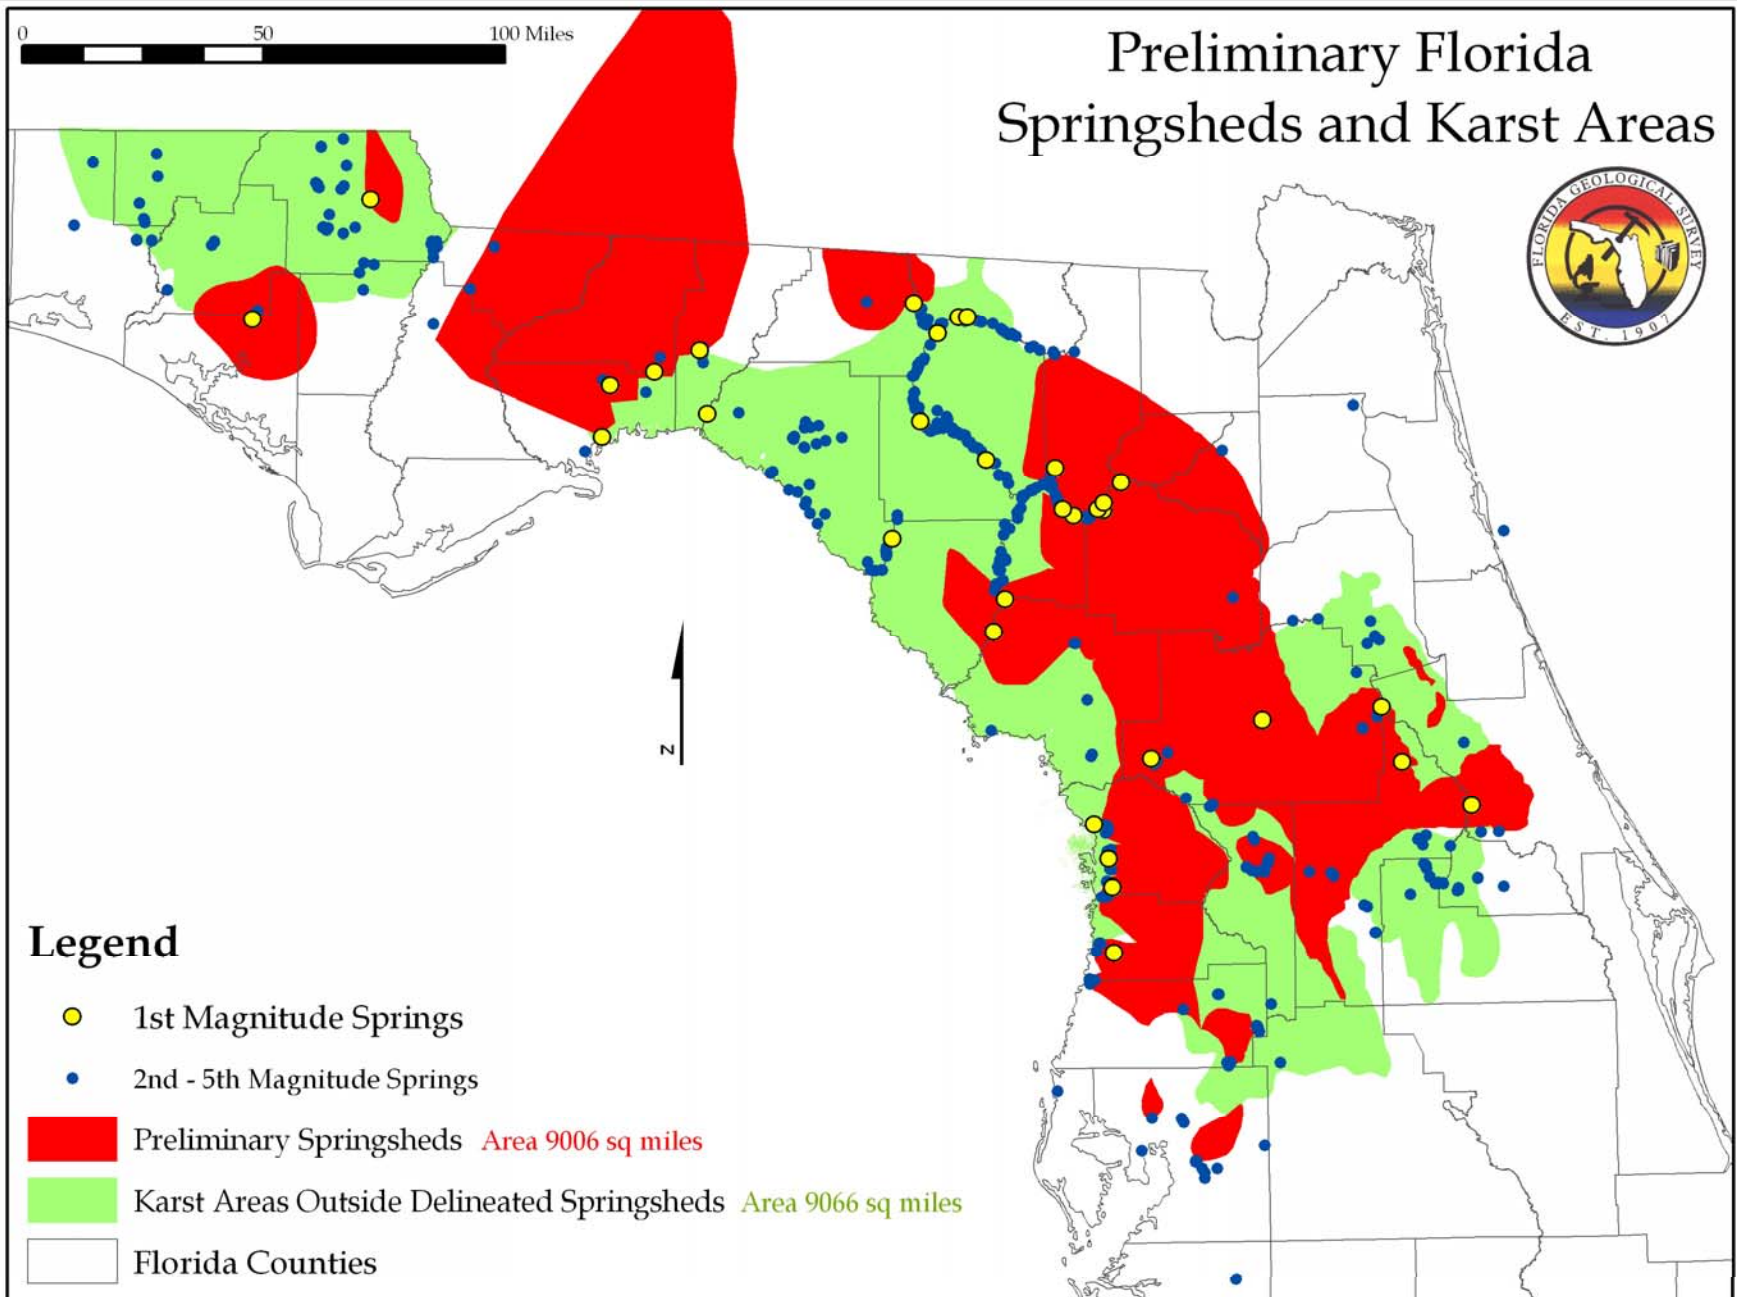 0 50 100 Miles
Preliminary Florida
Springsheds and Karst Areas
FLORIDA GEOLOGICAL SURVEY
EST. 1907
N
Legend
1st Magnitude Springs
2nd - 5th Magnitude Springs
Preliminary Springsheds Area 9006 sq miles
Karst Areas Outside Delineated Springsheds Area 9066 sq miles
Florida Counties